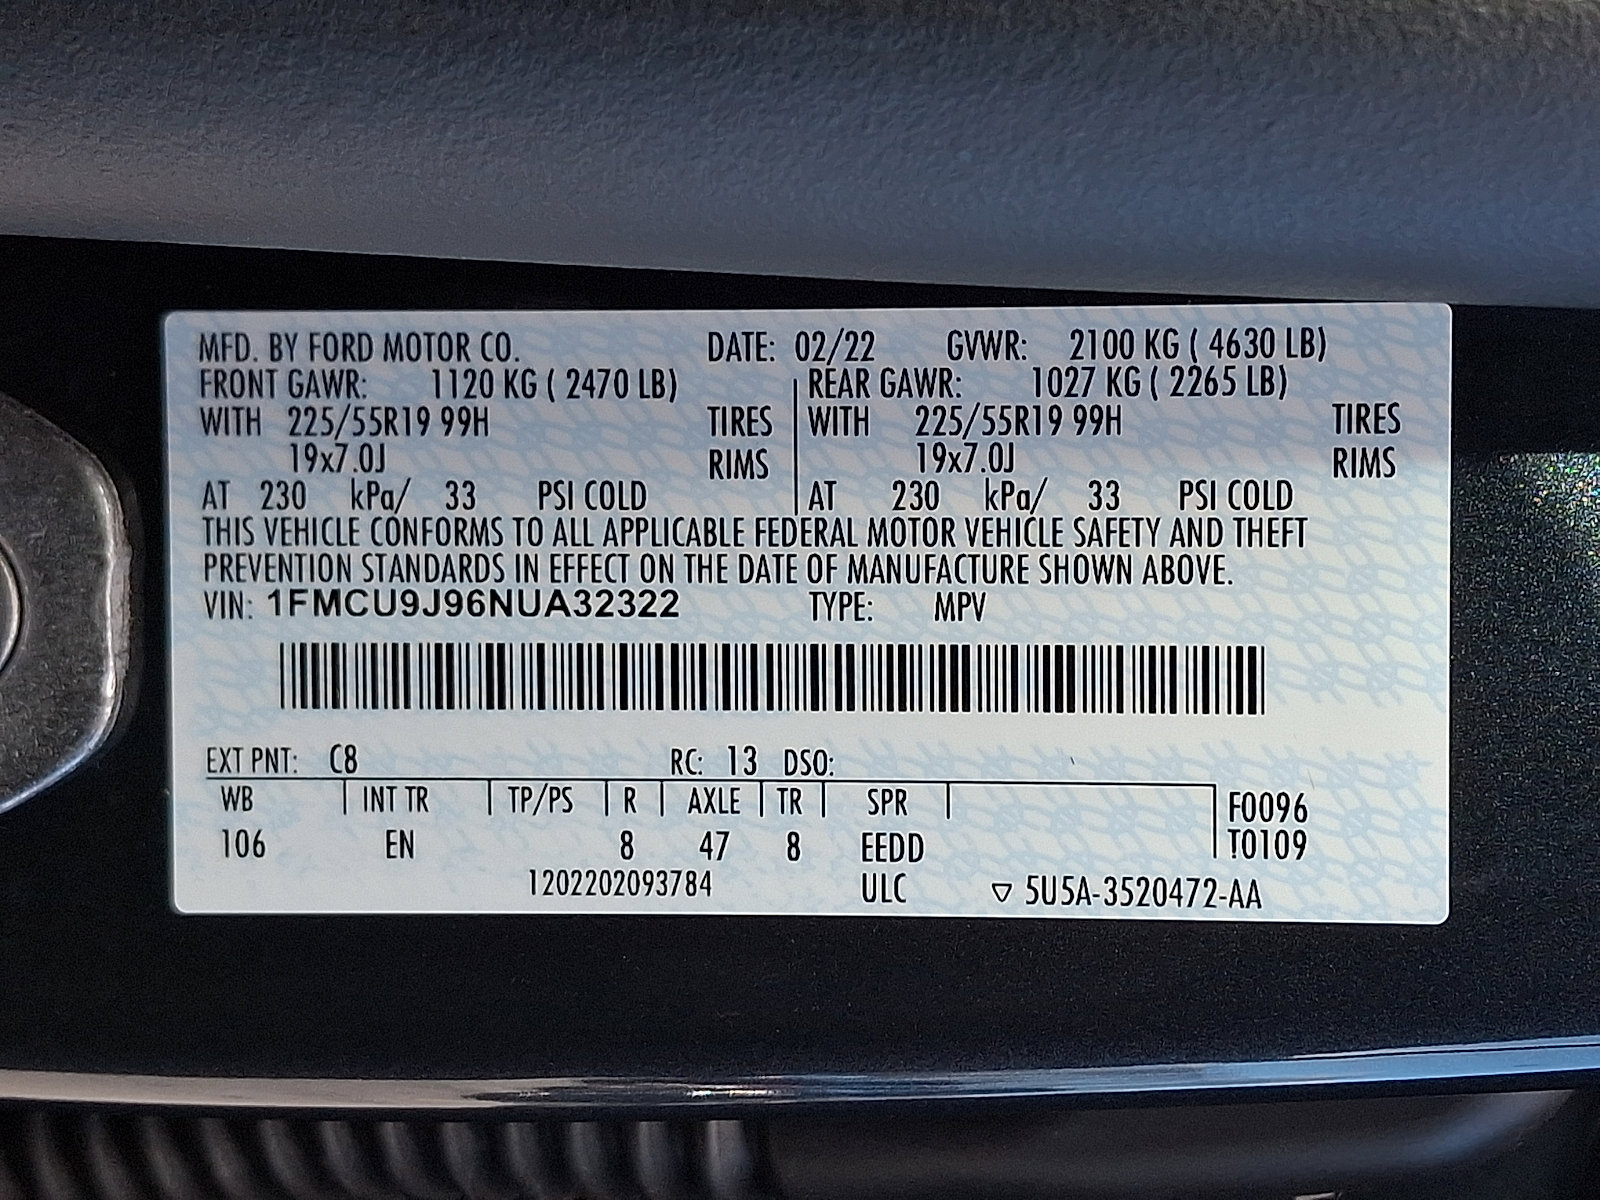 MFD. BY FORD MOTOR CO. DATE: 02/22 GVWR: 2100 KG ( 4630 LB)
FRONT GAWR: 1120 KG ( 2470 LB) REAR GAWR: 1027 KG ( 2265 LB)
WITH 225/55R19 99H TIRES WITH 225/55R19 99H TIRES
19x7.0J RIMS 19x7.0J RIMS
AT 230 kPa/ 33 PSI COLD AT 230 kPa/ 33 PSI COLD
THIS VEHICLE CONFORMS TO ALL APPLICABLE FEDERAL MOTOR VEHICLE SAFETY AND THEFT
PREVENTION STANDARDS IN EFFECT ON THE DATE OF MANUFACTURE SHOWN ABOVE.
VIN: 1FMCU9J96NUA32322 TYPE: MPV
EXT PNT: C8 RC: 13 DSO:
WB INT TR TP/PS R AXLE TR SPR F0096
106 EN 8 47 8 EEDD T0109
1202202093784 ULC ▽ 5U5A-3520472-AA